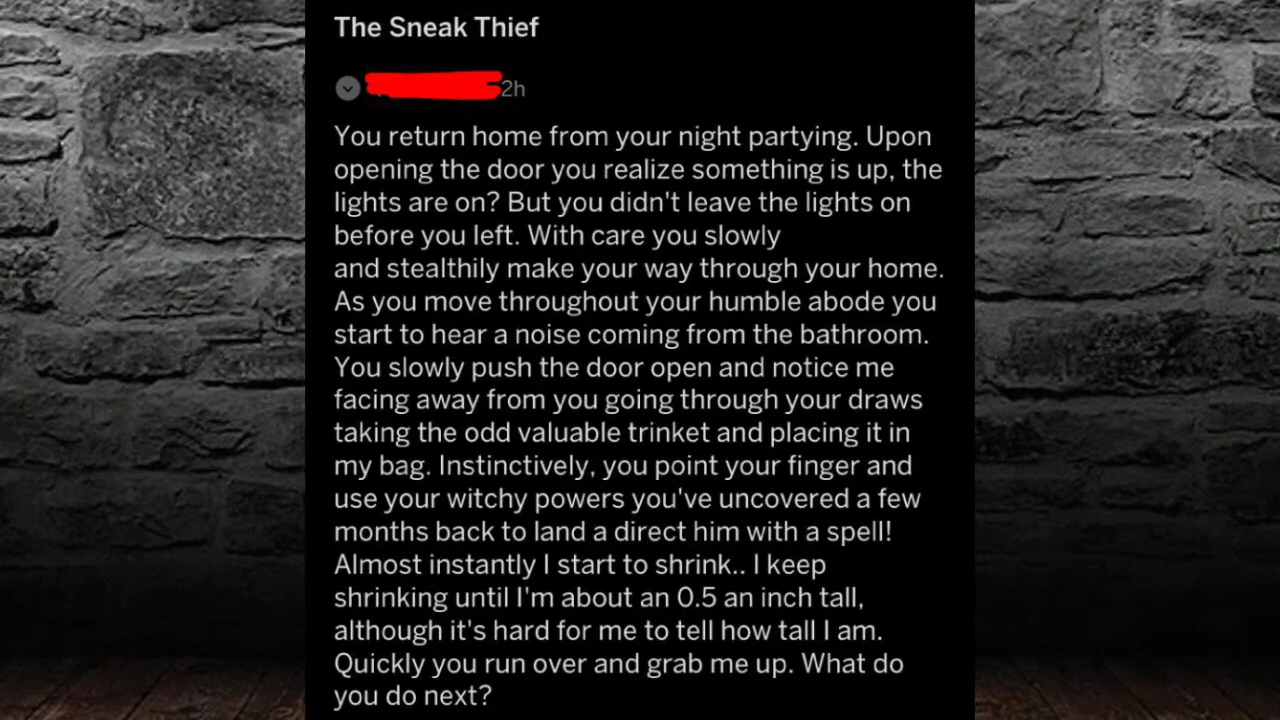 The Sneak Thief
2h
You return home from your night partying. Upon
opening the door you realize something is up, the
lights are on? But you didn't leave the lights on
before you left. With care you slowly
and stealthily make your way through your home.
As you move throughout your humble abode you
start to hear a noise coming from the bathroom.
You slowly push the door open and notice me
facing away from you going through your draws
taking the odd valuable trinket and placing it in
my bag. Instinctively, you point your finger and
use your witchy powers you've uncovered a few
months back to land a direct him with a spell!
Almost instantly I start to shrink.. I keep
shrinking until I'm about an 0.5 an inch tall,
although it's hard for me to tell how tall I am.
Quickly you run over and grab me up. What do
you do next?